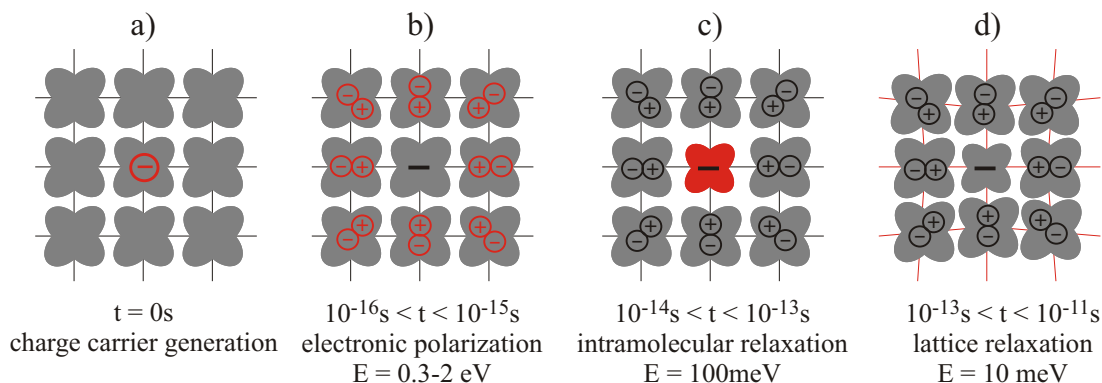 a)
b)
c)
d)
t = 0s
charge carrier generation
10⁻¹⁶s < t < 10⁻¹⁵s
electronic polarization
E = 0.3-2 eV
10⁻¹⁴s < t < 10⁻¹³s
intramolecular relaxation
E = 100meV
10⁻¹³s < t < 10⁻¹¹s
lattice relaxation
E = 10 meV